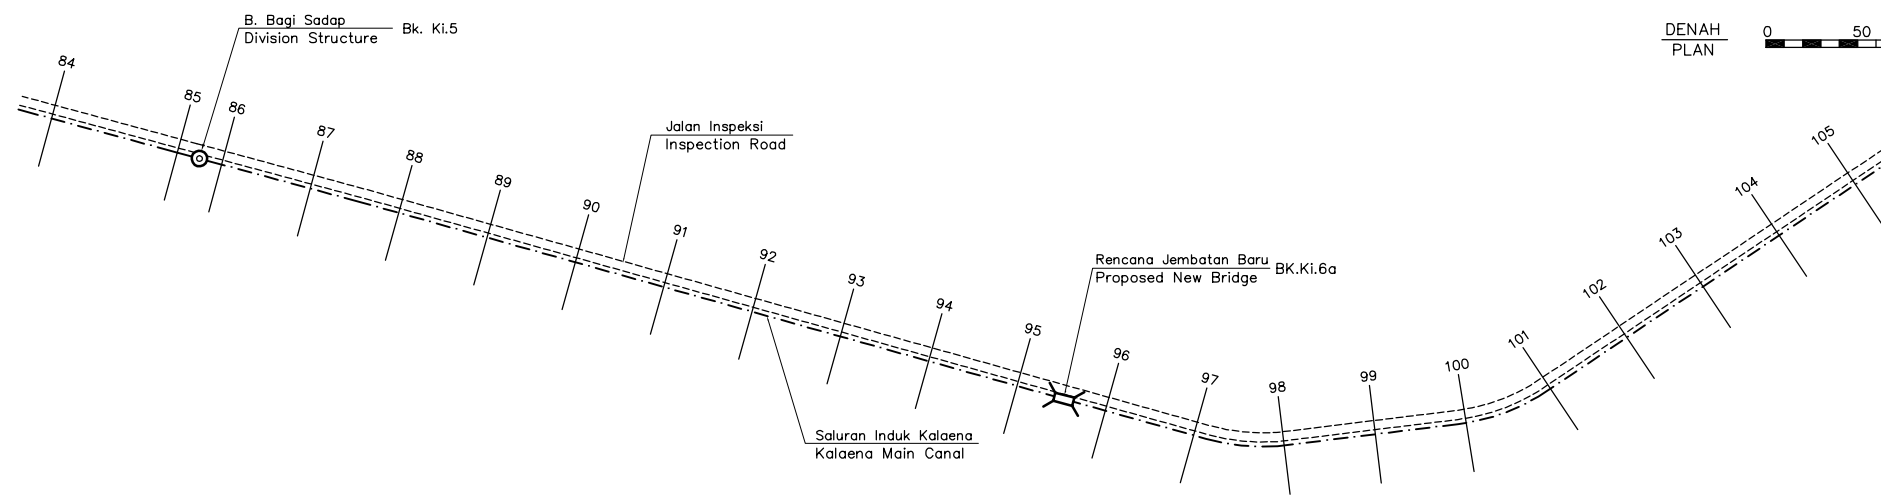 B. Bagi Sadap
Division Structure
Bk. Ki.5
DENAH
PLAN
0
50
84
85
86
87
88
89
90
91
92
93
94
95
96
97
98
99
100
101
102
103
104
105
Jalan Inspeksi
Inspection Road
Rencana Jembatan Baru
Proposed New Bridge
BK.Ki.6a
Saluran Induk Kalaena
Kalaena Main Canal